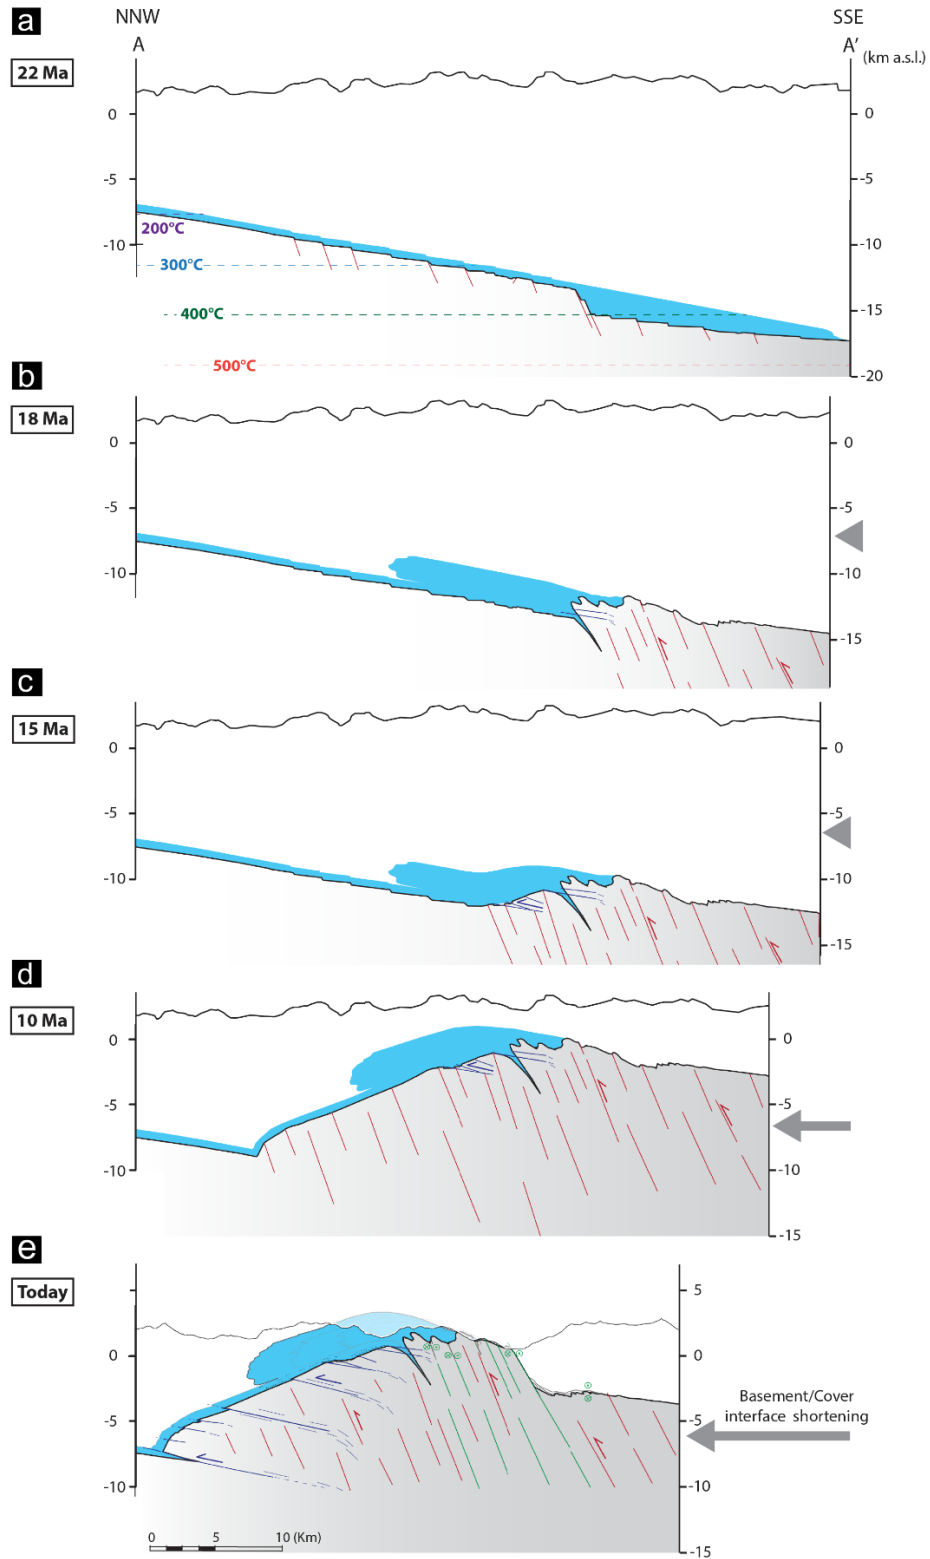 a
NNW
SSE
A
A'
(km a.s.l.)
22 Ma
0
0
-5
-5
200°C
-10
-10
300°C
400°C
-15
500°C
-20
b
18 Ma
0
0
-5
-5
-10
-10
-15
c
15 Ma
0
0
-5
-5
-10
-10
-15
d
10 Ma
0
0
-5
-5
-10
-10
-15
e
Today
5
0
0
Basement/Cover
interface shortening
-5
-5
-10
-10
0
5
10 (Km)
-15